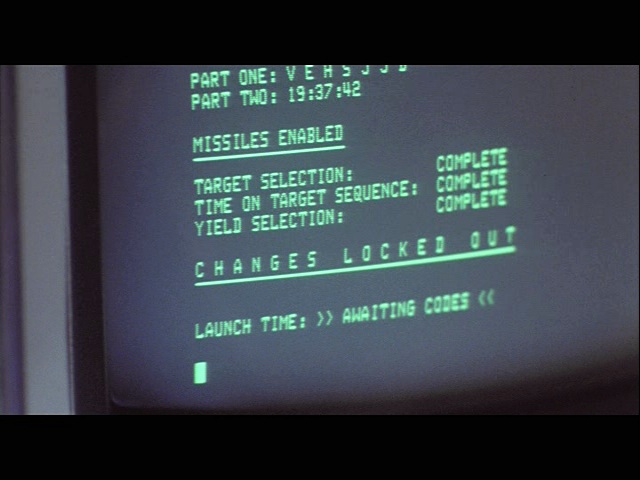 PART ONE: V E H S J J D
PART TWO: 19:37:42
MISSILES ENABLED
TARGET SELECTION: COMPLETE
TIME ON TARGET SEQUENCE: COMPLETE
YIELD SELECTION: COMPLETE
CHANGES LOCKED OUT
LAUNCH TIME: >> AWAITING CODES <<